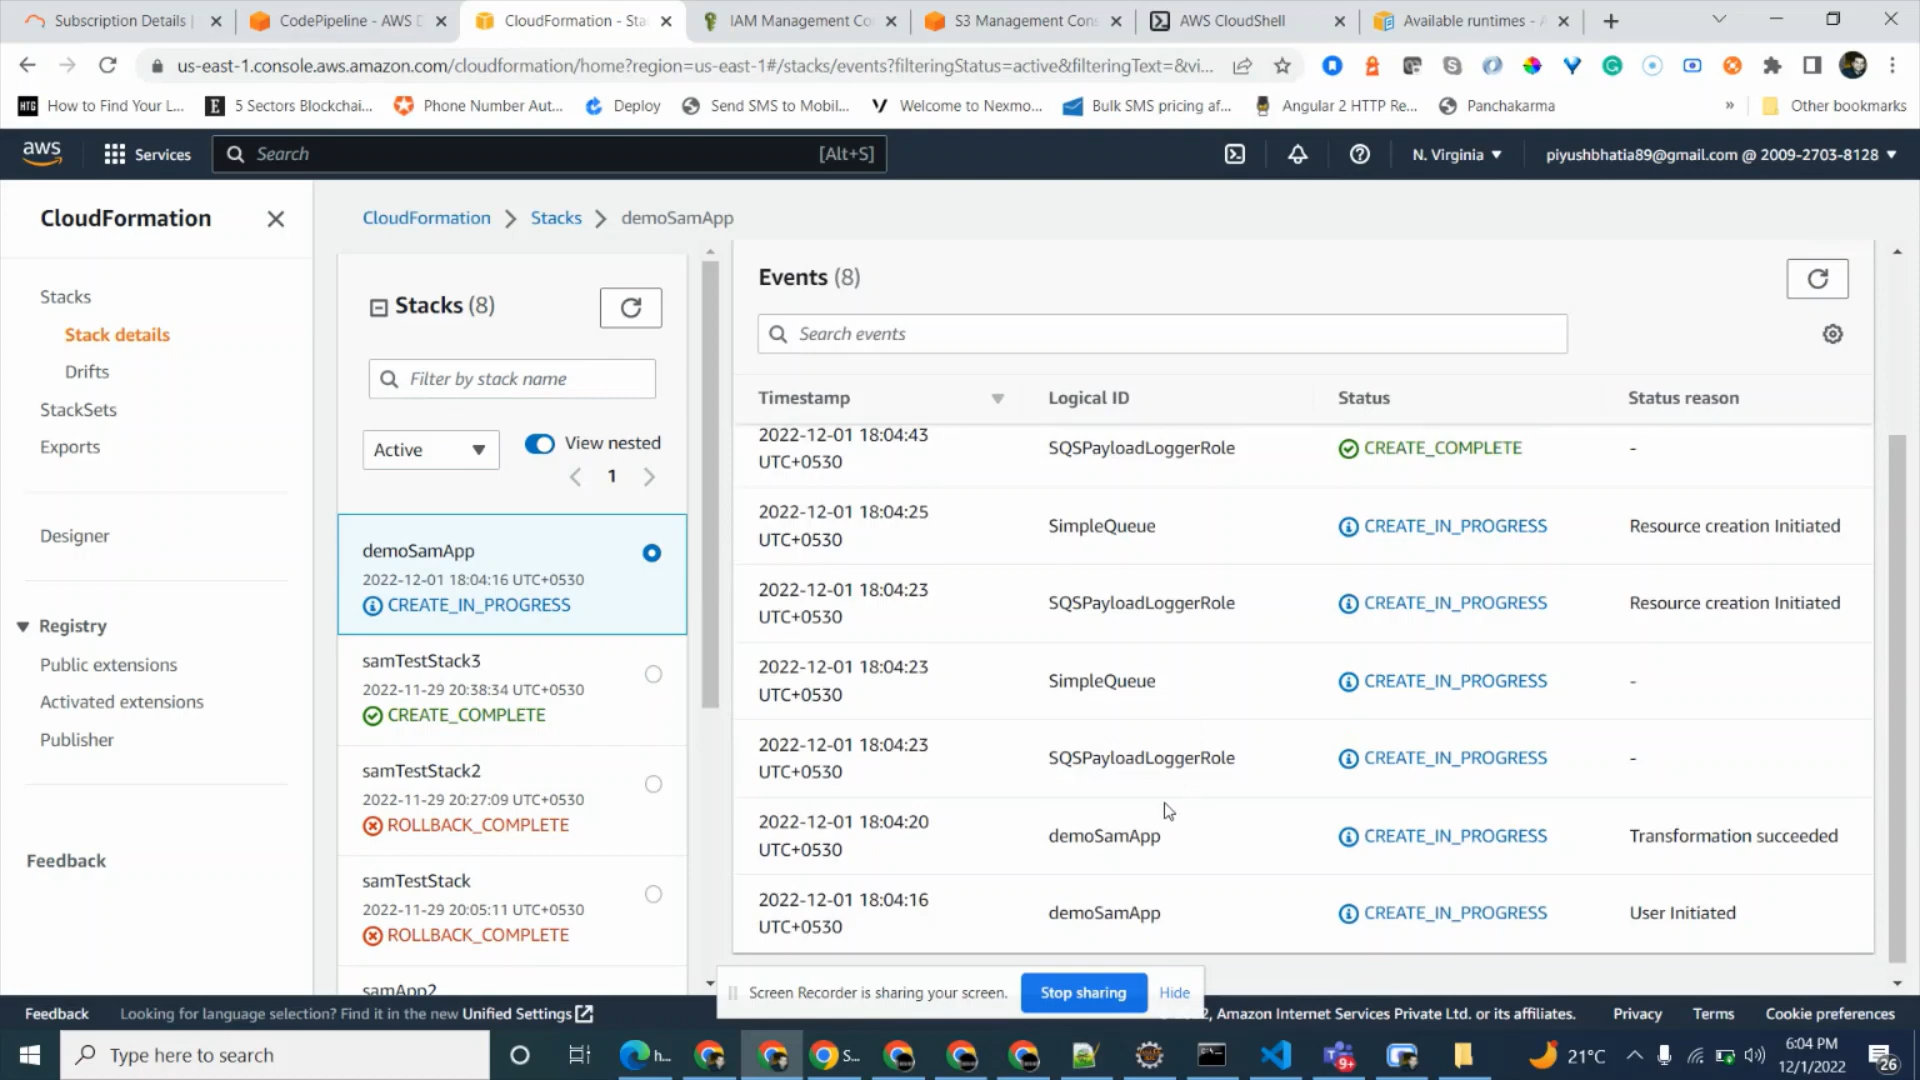 Subscription Details |
CodePipeline - AWS D
CloudFormation - Sta
IAM Management Co
S3 Management Cons
AWS CloudShell
Available runtimes - A
us-east-1.console.aws.amazon.com/cloudformation/home?region=us-east-1#/stacks/events?filteringStatus=active&filteringText=&vi...
HTG How to Find Your L...
E 5 Sectors Blockchai...
Phone Number Aut...
Deploy
Send SMS to Mobil...
Welcome to Nexmo...
Bulk SMS pricing af...
Angular 2 HTTP Re...
Panchakarma
»
Other bookmarks
aws
Services
Search
[Alt+S]
N. Virginia
piyushbhatia89@gmail.com @ 2009-2703-8128
CloudFormation
Stacks
Stack details
Drifts
StackSets
Exports
Designer
Registry
Public extensions
Activated extensions
Publisher
Feedback
CloudFormation > Stacks > demoSamApp
Stacks (8)
Filter by stack name
Active
View nested
1
demoSamApp
2022-12-01 18:04:16 UTC+0530
CREATE_IN_PROGRESS
samTestStack3
2022-11-29 20:38:34 UTC+0530
CREATE_COMPLETE
samTestStack2
2022-11-29 20:27:09 UTC+0530
ROLLBACK_COMPLETE
samTestStack
2022-11-29 20:05:11 UTC+0530
ROLLBACK_COMPLETE
samApp2
Events (8)
Search events
Timestamp Logical ID Status Status reason
2022-12-01 18:04:43
UTC+0530
SQSPayloadLoggerRole CREATE_COMPLETE -
2022-12-01 18:04:25
UTC+0530
SimpleQueue CREATE_IN_PROGRESS Resource creation Initiated
2022-12-01 18:04:23
UTC+0530
SQSPayloadLoggerRole CREATE_IN_PROGRESS Resource creation Initiated
2022-12-01 18:04:23
UTC+0530
SimpleQueue CREATE_IN_PROGRESS -
2022-12-01 18:04:23
UTC+0530
SQSPayloadLoggerRole CREATE_IN_PROGRESS -
2022-12-01 18:04:20
UTC+0530
demoSamApp CREATE_IN_PROGRESS Transformation succeeded
2022-12-01 18:04:16
UTC+0530
demoSamApp CREATE_IN_PROGRESS User Initiated
Screen Recorder is sharing your screen.
Stop sharing
Hide
Feedback
Looking for language selection? Find it in the new Unified Settings
2, Amazon Internet Services Private Ltd. or its affiliates.
Privacy
Terms
Cookie preferences
Type here to search
h...
S...
9+
21°C
6:04 PM
12/1/2022
26